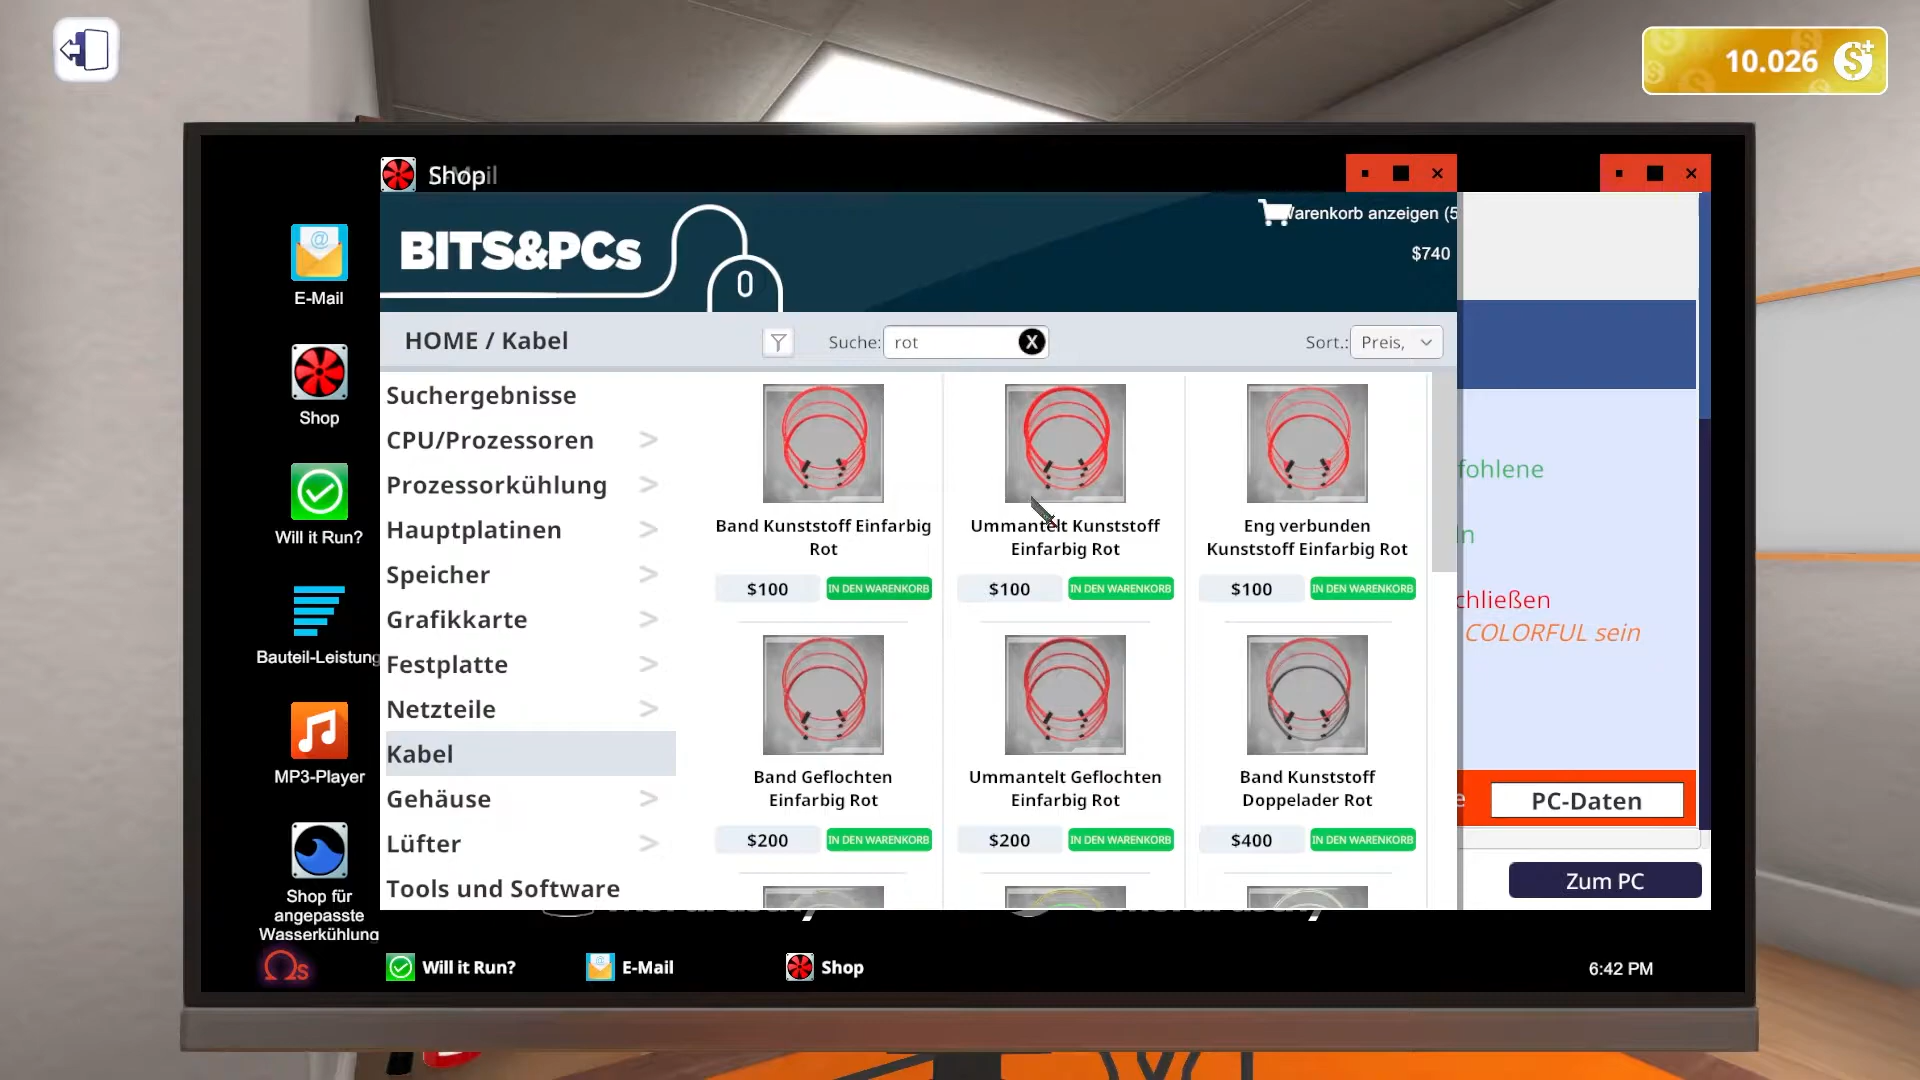 10.026
Shop
Warenkorb anzeigen (5
$740
BITS&PCs
HOME / Kabel
Suche:
rot
X
Sort.:
Preis,
E-Mail
Shop
Will it Run?
Bauteil-Leistung
MP3-Player
Shop für
angepasste
Wasserkühlung
Suchergebnisse
CPU/Prozessoren
Prozessorkühlung
Hauptplatinen
Speicher
Grafikkarte
Festplatte
Netzteile
Kabel
Gehäuse
Lüfter
Tools und Software
Band Kunststoff Einfarbig
Rot
$100
IN DEN WARENKORB
Ummantelt Kunststoff
Einfarbig Rot
$100
IN DEN WARENKORB
Eng verbunden
Kunststoff Einfarbig Rot
$100
IN DEN WARENKORB
Band Geflochten
Einfarbig Rot
$200
IN DEN WARENKORB
Ummantelt Geflochten
Einfarbig Rot
$200
IN DEN WARENKORB
Band Kunststoff
Doppelader Rot
$400
IN DEN WARENKORB
fohlene
ln
chließen
COLORFUL sein
e
PC-Daten
Zum PC
Ωs
Will it Run?
E-Mail
Shop
6:42 PM